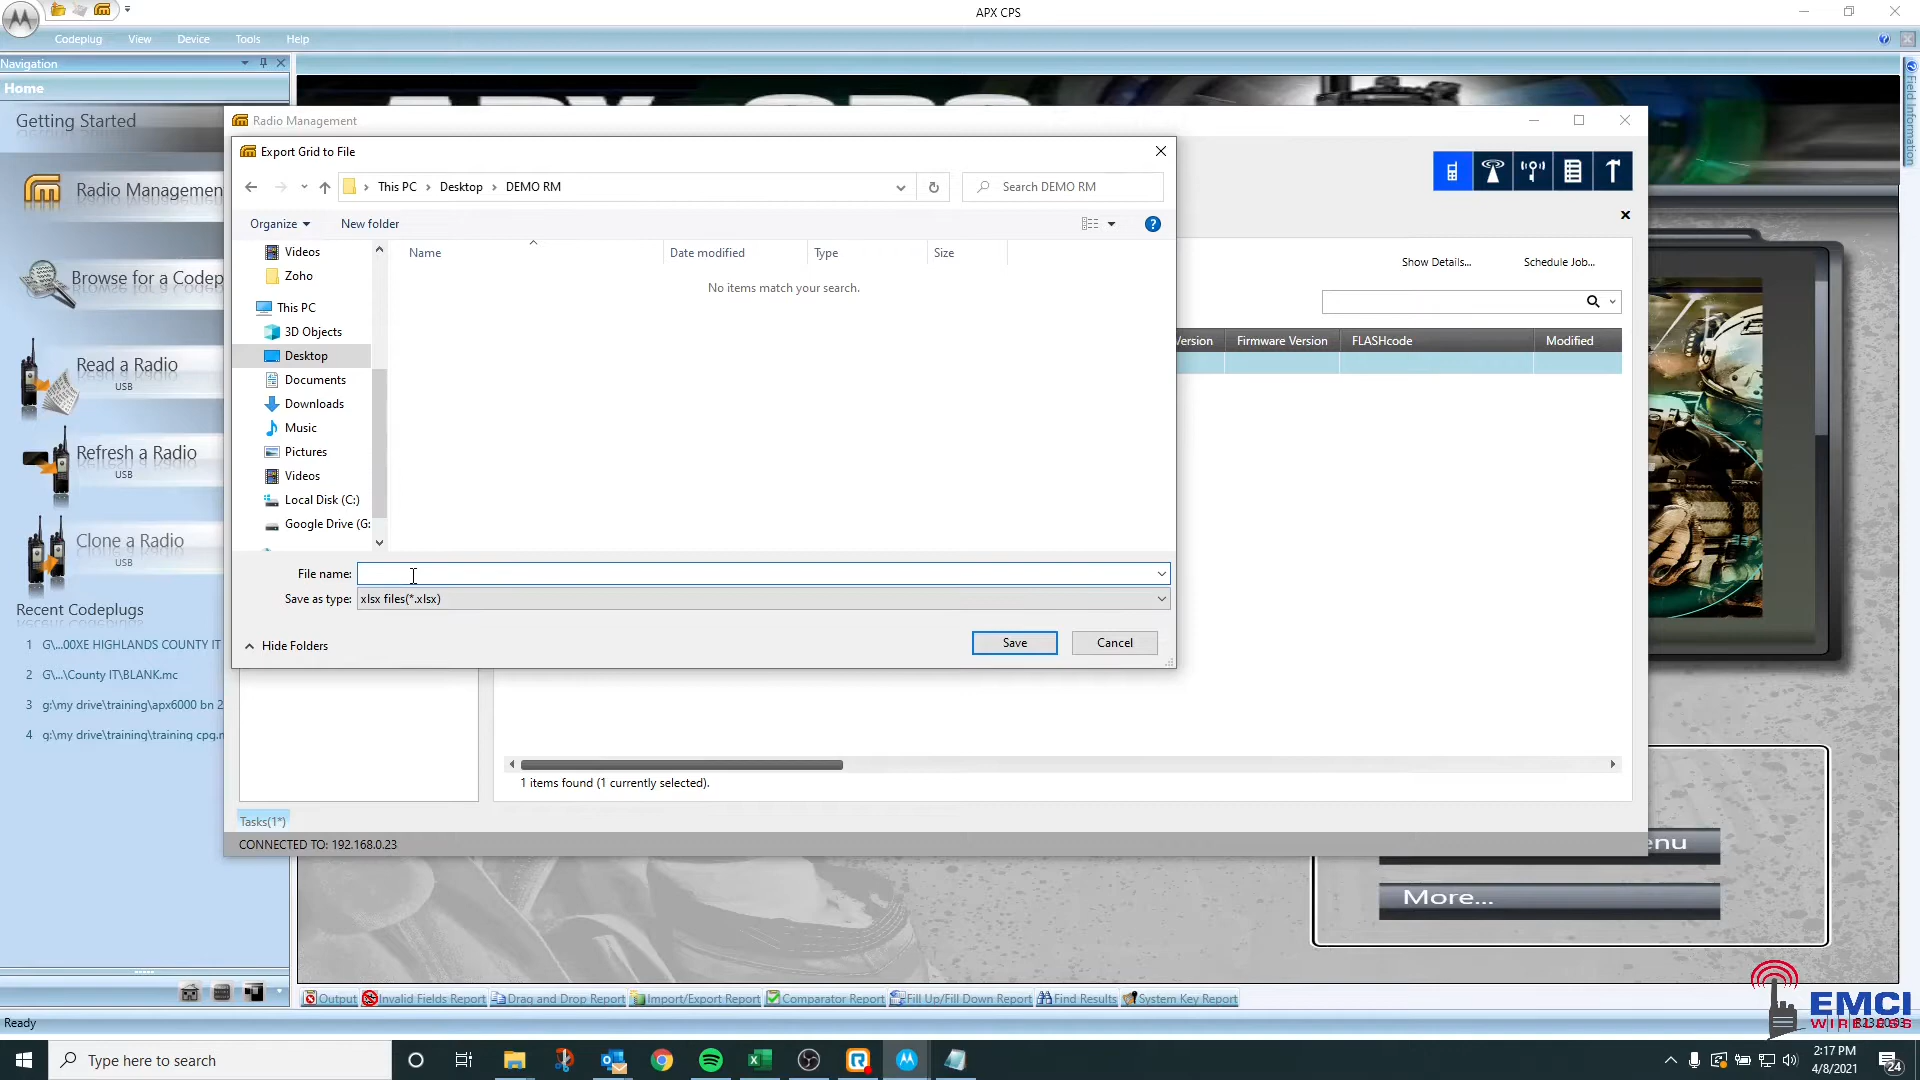 APX CPS
Codeplug View Device Tools Help
Navigation
Home
Getting Started
Radio Managemen
Browse for a Codep
Read a Radio
USB
Refresh a Radio
USB
Clone a Radio
USB
Recent Codeplugs
1 G\...00XE HIGHLANDS COUNTY IT
2 G\...\County IT\BLANK.mc
3 g:\my drive\training\apx6000 bn 2
4 g:\my drive\training\training cpg.m
Ready
Radio Management
Export Grid to File
This PC > Desktop > DEMO RM
Search DEMO RM
Organize New folder
Name Date modified Type Size
No items match your search.
Videos
Zoho
This PC
3D Objects
Desktop
Documents
Downloads
Music
Pictures
Videos
Local Disk (C:)
Google Drive (G:
File name:
Save as type: xlsx files(*.xlsx)
Hide Folders
Save Cancel
Show Details... Schedule Job...
Version Firmware Version FLASHcode Modified
1 items found (1 currently selected).
Tasks(1*)
CONNECTED TO: 192.168.0.23
enu
More...
Field Information
Output Invalid Fields Report Drag and Drop Report Import/Export Report Comparator Report Fill Up/Fill Down Report Find Results System Key Report
EMCI
WIRELESS
Type here to search
2:17 PM
4/8/2021
24